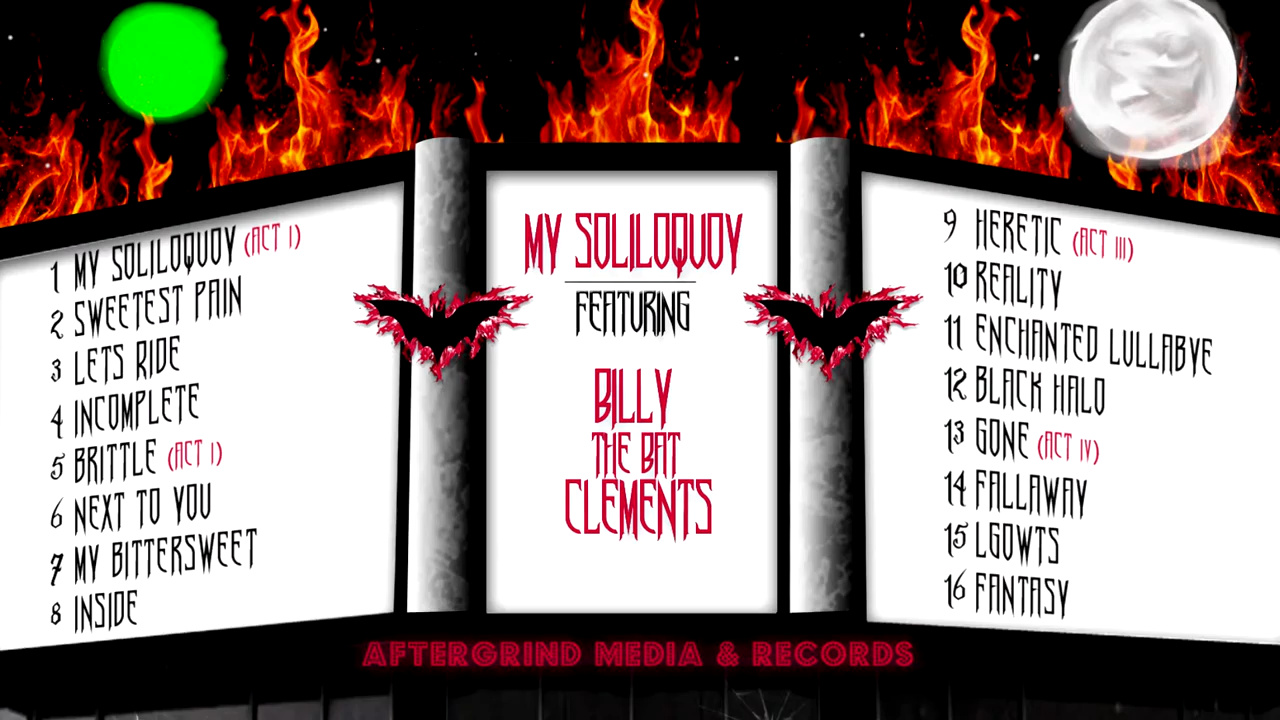 1 MY SOLILOQUOY (ACT I)
2 SWEETEST PAIN
3 LETS RIDE
4 INCOMPLETE
5 BRITTLE (ACT I)
6 NEXT TO YOU
7 MY BITTERSWEET
8 INSIDE
MY SOLILOQUOY
FEATURING
BILLY
THE BAT
CLEMENTS
9 HERETIC (ACT III)
10 REALITY
11 ENCHANTED LULLABYE
12 BLACK HALO
13 GONE (ACT IV)
14 FALLAWAY
15 LGOWTS
16 FANTASY
AFTERGRIND MEDIA & RECORDS